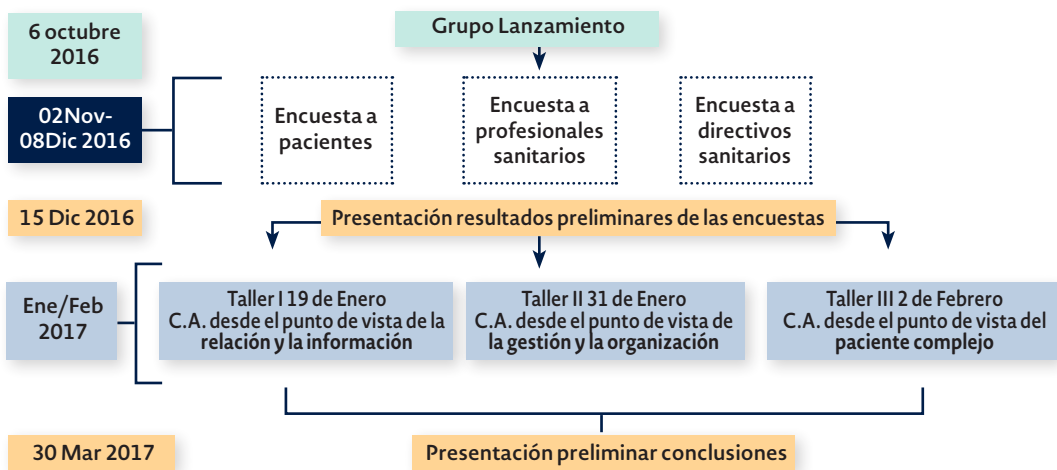 6 octubre
2016
Grupo Lanzamiento
02Nov-
08Dic 2016
Encuesta a
pacientes
Encuesta a
profesionales
sanitarios
Encuesta a
directivos
sanitarios
15 Dic 2016
Presentación resultados preliminares de las encuestas
Ene/Feb
2017
Taller I 19 de Enero
C.A. desde el punto de vista de la
relación y la información
Taller II 31 de Enero
C.A. desde el punto de vista de
la gestión y la organización
Taller III 2 de Febrero
C.A. desde el punto de vista del
paciente complejo
30 Mar 2017
Presentación preliminar conclusiones